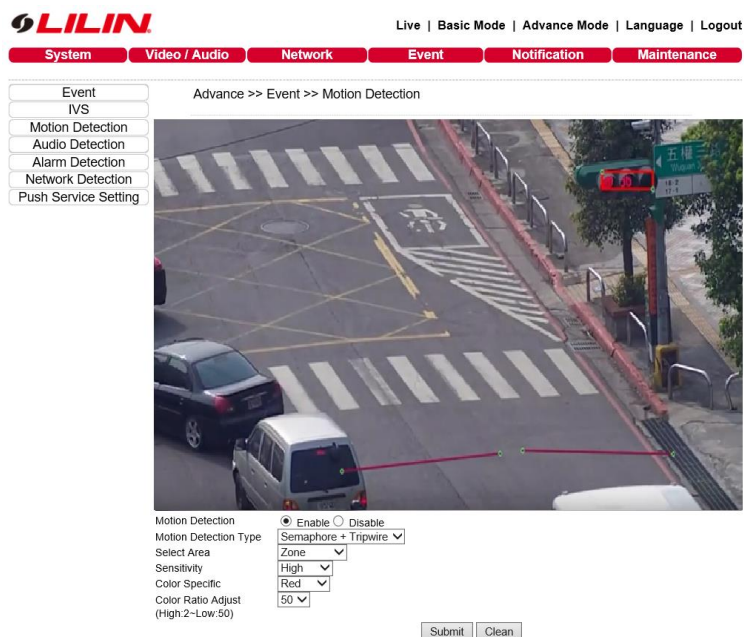 LILIN
Live | Basic Mode | Advance Mode | Language | Logout
System Video / Audio Network Event Notification Maintenance
Event
IVS
Motion Detection
Audio Detection
Alarm Detection
Network Detection
Push Service Setting
Advance >> Event >> Motion Detection
五權
Wuquan
Motion Detection Enable Disable
Motion Detection Type Semaphore + Tripwire
Select Area Zone
Sensitivity High
Color Specific Red
Color Ratio Adjust 50
(High:2~Low:50)
Submit Clean